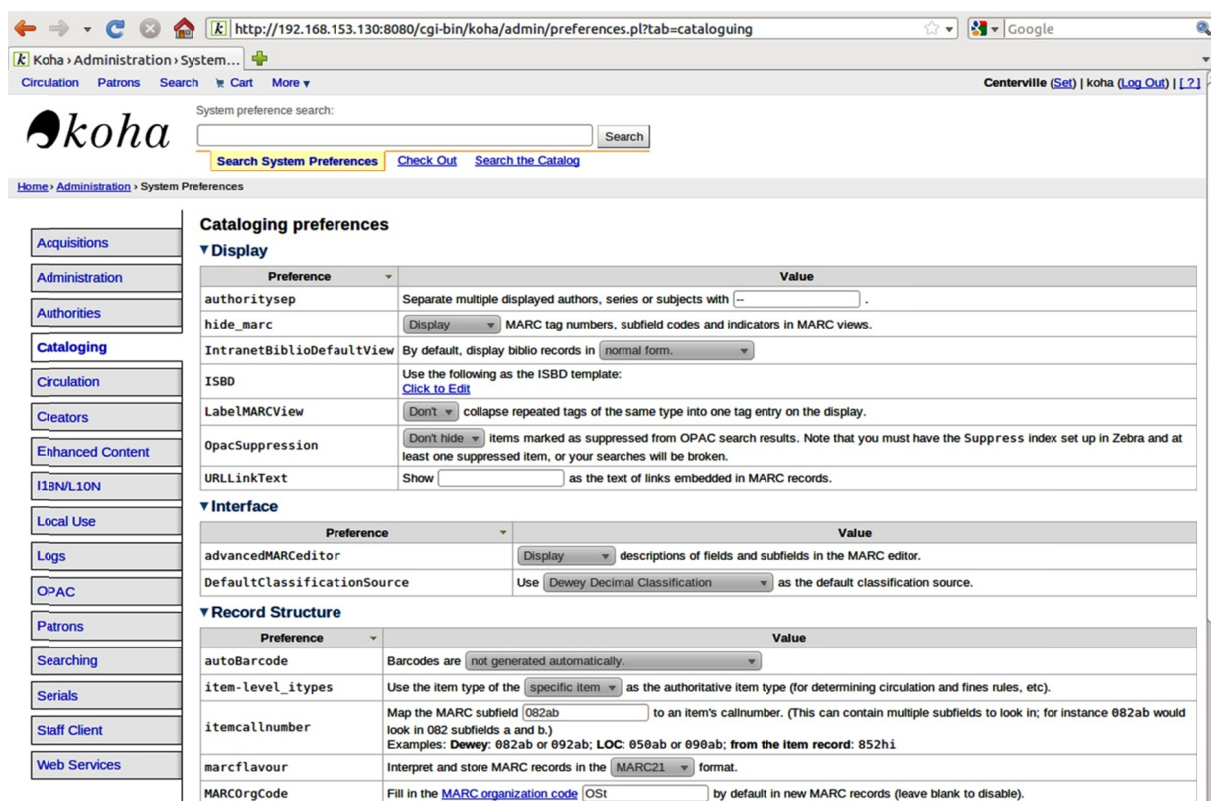 http://192.168.153.130:8080/cgi-bin/koha/admin/preferences.pl?tab=cataloguing
Google
Koha › Administration › System...
Circulation Patrons Search Cart More
Centerville (Set) | koha (Log Out) | [ ? ]
koha
System preference search:
Search
Search System Preferences Check Out Search the Catalog
Home › Administration › System Preferences
Acquisitions
Administration
Authorities
Cataloging
Circulation
Creators
Enhanced Content
I18N/L10N
Local Use
Logs
OPAC
Patrons
Searching
Serials
Staff Client
Web Services
Cataloging preferences
Display
Preference Value
authoritysep Separate multiple displayed authors, series or subjects with -- .
hide_marc Display MARC tag numbers, subfield codes and indicators in MARC views.
IntranetBiblioDefaultView By default, display biblio records in normal form.
ISBD Use the following as the ISBD template:
Click to Edit
LabelMARCView Don't collapse repeated tags of the same type into one tag entry on the display.
OpacSuppression Don't hide items marked as suppressed from OPAC search results. Note that you must have the Suppress index set up in Zebra and at
least one suppressed item, or your searches will be broken.
URLLinkText Show as the text of links embedded in MARC records.
Interface
Preference Value
advancedMARCeditor Display descriptions of fields and subfields in the MARC editor.
DefaultClassificationSource Use Dewey Decimal Classification as the default classification source.
Record Structure
Preference Value
autoBarcode Barcodes are not generated automatically.
item-level_itypes Use the item type of the specific item as the authoritative item type (for determining circulation and fines rules, etc).
itemcallnumber Map the MARC subfield 082ab to an item's callnumber. (This can contain multiple subfields to look in; for instance 082ab would
look in 082 subfields a and b.)
Examples: Dewey: 082ab or 092ab; LOC: 050ab or 090ab; from the item record: 852hi
marcflavour Interpret and store MARC records in the MARC21 format.
MARCOrgCode Fill in the MARC organization code OSt by default in new MARC records (leave blank to disable).